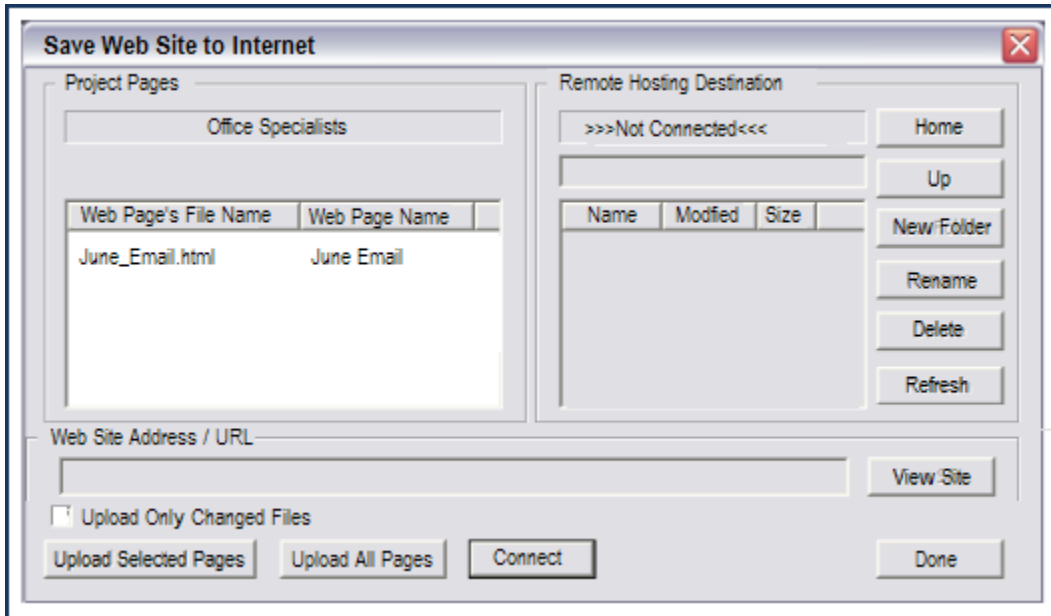 Save Web Site to Internet
Project Pages
Office Specialists
Web Page's File Name Web Page Name
June_Email.html June Email
Remote Hosting Destination
>>>Not Connected<<<
Name Modfied Size
Home
Up
New Folder
Rename
Delete
Refresh
Web Site Address / URL
View Site
Upload Only Changed Files
Upload Selected Pages Upload All Pages Connect Done